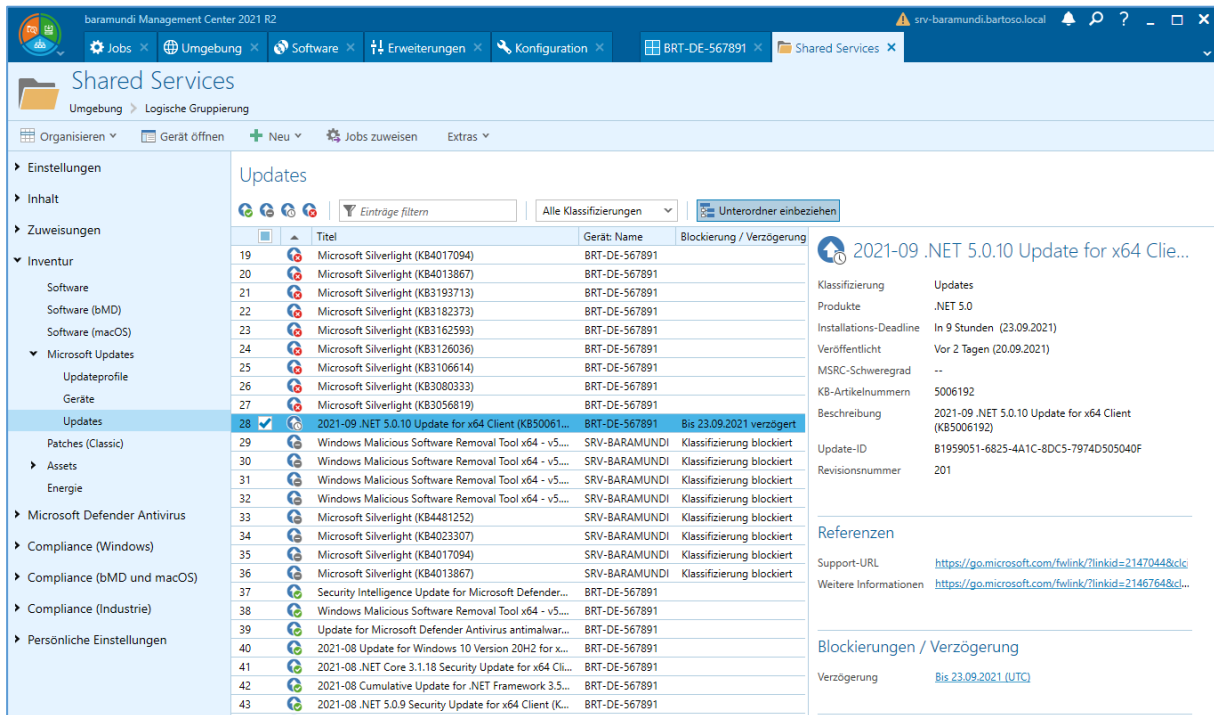 baramundi Management Center 2021 R2
srv-baramundi.bartoso.local
Jobs
Umgebung
Software
Erweiterungen
Konfiguration
BRT-DE-567891
Shared Services
Shared Services
Umgebung > Logische Gruppierung
Organisieren
Gerät öffnen
Neu
Jobs zuweisen
Extras
Einstellungen
Inhalt
Zuweisungen
Inventur
Software
Software (bMD)
Software (macOS)
Microsoft Updates
Updateprofile
Geräte
Updates
Patches (Classic)
Assets
Energie
Microsoft Defender Antivirus
Compliance (Windows)
Compliance (bMD und macOS)
Compliance (Industrie)
Persönliche Einstellungen
Updates
Einträge filtern
Alle Klassifizierungen
Unterordner einbeziehen
Titel Gerät: Name Blockierung / Verzögerung
19 Microsoft Silverlight (KB4017094) BRT-DE-567891
20 Microsoft Silverlight (KB4013867) BRT-DE-567891
21 Microsoft Silverlight (KB3193713) BRT-DE-567891
22 Microsoft Silverlight (KB3182373) BRT-DE-567891
23 Microsoft Silverlight (KB3162593) BRT-DE-567891
24 Microsoft Silverlight (KB3126036) BRT-DE-567891
25 Microsoft Silverlight (KB3106614) BRT-DE-567891
26 Microsoft Silverlight (KB3080333) BRT-DE-567891
27 Microsoft Silverlight (KB3056819) BRT-DE-567891
28 2021-09 .NET 5.0.10 Update for x64 Client (KB50061... BRT-DE-567891 Bis 23.09.2021 verzögert
29 Windows Malicious Software Removal Tool x64 - v5.... SRV-BARAMUNDI Klassifizierung blockiert
30 Windows Malicious Software Removal Tool x64 - v5.... SRV-BARAMUNDI Klassifizierung blockiert
31 Windows Malicious Software Removal Tool x64 - v5.... SRV-BARAMUNDI Klassifizierung blockiert
32 Windows Malicious Software Removal Tool x64 - v5.... SRV-BARAMUNDI Klassifizierung blockiert
33 Microsoft Silverlight (KB4481252) SRV-BARAMUNDI Klassifizierung blockiert
34 Microsoft Silverlight (KB4023307) SRV-BARAMUNDI Klassifizierung blockiert
35 Microsoft Silverlight (KB4017094) SRV-BARAMUNDI Klassifizierung blockiert
36 Microsoft Silverlight (KB4013867) SRV-BARAMUNDI Klassifizierung blockiert
37 Security Intelligence Update for Microsoft Defender... BRT-DE-567891
38 Windows Malicious Software Removal Tool x64 - v5.... BRT-DE-567891
39 Update for Microsoft Defender Antivirus antimalwar... BRT-DE-567891
40 2021-08 Update for Windows 10 Version 20H2 for x... BRT-DE-567891
41 2021-08 .NET Core 3.1.18 Security Update for x64 Cli... BRT-DE-567891
42 2021-08 Cumulative Update for .NET Framework 3.5... BRT-DE-567891
43 2021-08 .NET 5.0.9 Security Update for x64 Client (K... BRT-DE-567891
2021-09 .NET 5.0.10 Update for x64 Clie...
Klassifizierung Updates
Produkte .NET 5.0
Installations-Deadline In 9 Stunden (23.09.2021)
Veröffentlicht Vor 2 Tagen (20.09.2021)
MSRC-Schweregrad --
KB-Artikelnummern 5006192
Beschreibung 2021-09 .NET 5.0.10 Update for x64 Client
(KB5006192)
Update-ID B1959051-6825-4A1C-8DC5-7974D505040F
Revisionsnummer 201
Referenzen
Support-URL https://go.microsoft.com/fwlink/?linkid=2147044&clc
Weitere Informationen https://go.microsoft.com/fwlink/?linkid=2146764&cl...
Blockierungen / Verzögerung
Verzögerung Bis 23.09.2021 (UTC)